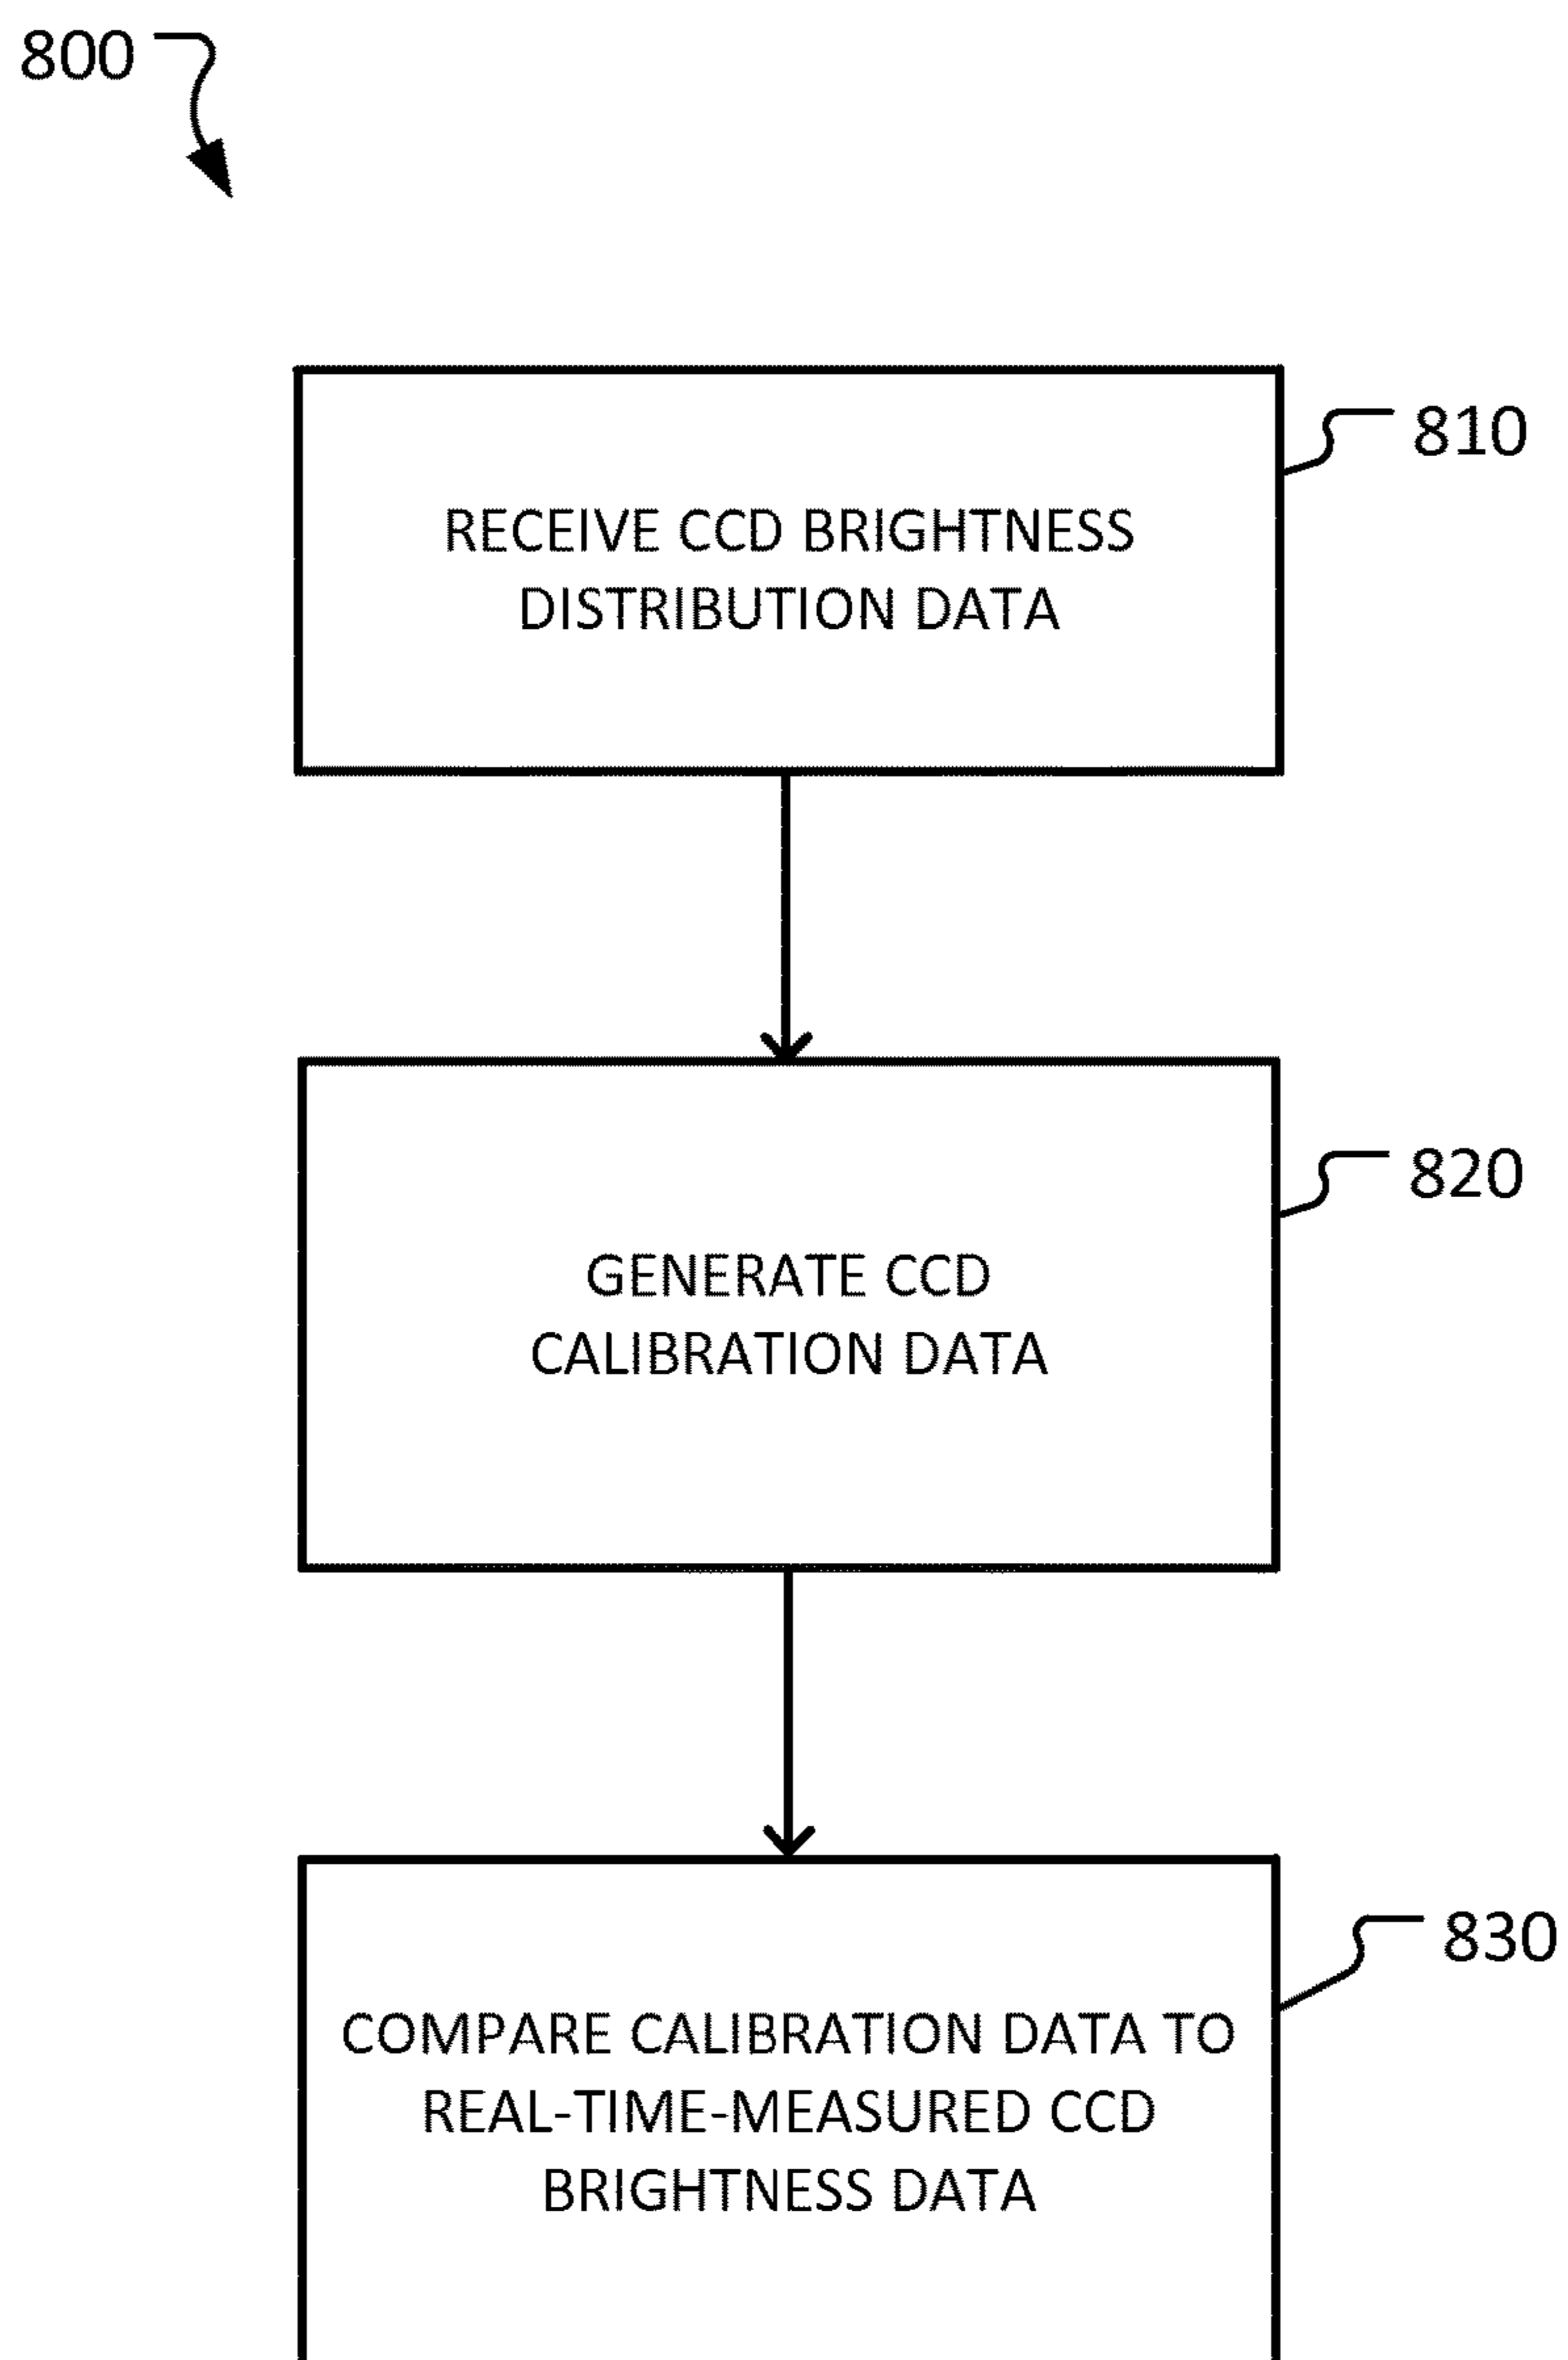 800
810
RECEIVE CCD BRIGHTNESS
DISTRIBUTION DATA
820
GENERATE CCD
CALIBRATION DATA
830
COMPARE CALIBRATION DATA TO
REAL-TIME-MEASURED CCD
BRIGHTNESS DATA